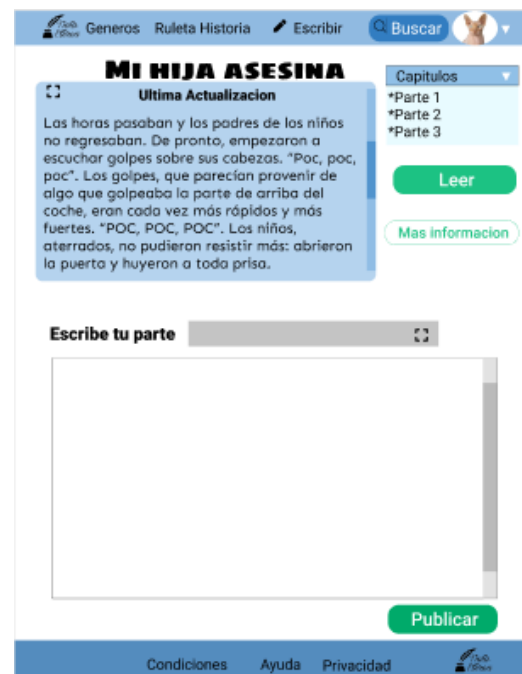 Generos Ruleta Historia Escribir Buscar
MI HIJA ASESINA
Ultima Actualizacion
Las horas pasaban y los padres de los niños
no regresaban. De pronto, empezaron a
escuchar golpes sobre sus cabezas. “Poc, poc,
poc”. Los golpes, que parecían provenir de
algo que golpeaba la parte de arriba del
coche, eran cada vez más rápidos y más
fuertes. “POC, POC, POC”. Los niños,
aterrados, no pudieron resistir más: abrieron
la puerta y huyeron a toda prisa.
Capitulos
*Parte 1
*Parte 2
*Parte 3
Leer
Mas informacion
Escribe tu parte
Publicar
Condiciones Ayuda Privacidad